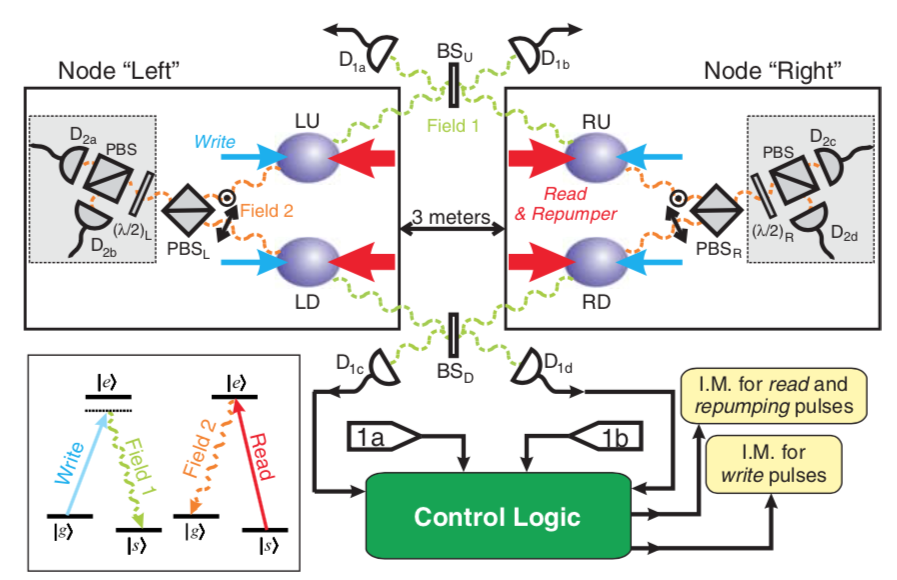 D1a
BSU
D1b
Node "Left"
Node "Right"
LU
RU
Field 1
Write
D2a
PBS
D2c
PBS
Field 2
Read
& Repumper
3 meters
(λ/2)L
D2b
PBSL
(λ/2)R
D2d
PBSR
LD
RD
D1c
BSD
D1d
|e⟩
|e⟩
Write
Field 1
Field 2
Read
|g⟩
|s⟩
|g⟩
|s⟩
1a
1b
I.M. for read and
repumping pulses
I.M. for
write pulses
Control Logic